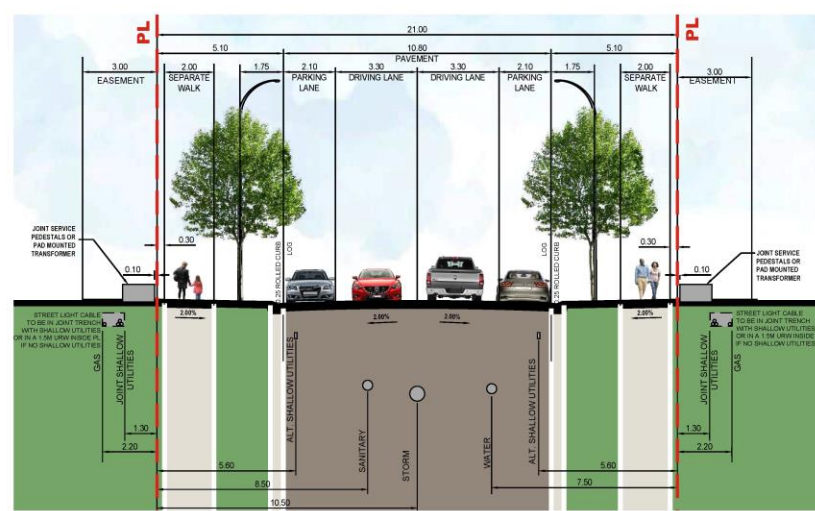 PL
21.00
PL
5.10
10.80
5.10
PAVEMENT
3.00
2.00
1.75
2.10
3.30
3.30
2.10
1.75
2.00
3.00
EASEMENT
SEPARATE
WALK
PARKING
LANE
DRIVING LANE
DRIVING LANE
PARKING
LANE
SEPARATE
WALK
EASEMENT
JOINT SERVICE
PEDESTALS OR
PAD MOUNTED
TRANSFORMER
0.30
0.10
.25 ROLLED CURB
LOG
LOG
.25 ROLLED CURB
0.30
0.10
JOINT SERVICE
PEDESTALS OR
PAD MOUNTED
TRANSFORMER
STREET LIGHT CABLE
TO BE IN JOINT TRENCH
WITH SHALLOW UTILITIES
OR IN A 1.5M URW INSIDE PL
IF NO SHALLOW UTILITIES
2.00%
2.00%
2.00%
2.00%
STREET LIGHT CABLE
TO BE IN JOINT TRENCH
WITH SHALLOW UTILITIES
OR IN A 1.5M URW INSIDE
IF NO SHALLOW UTILITIES
GAS
JOINT SHALLOW
UTILITIES
ALT. SHALLOW UTILITIES
SANITARY
STORM
WATER
ALT. SHALLOW UTILITIES
JOINT SHALLOW
UTILITIES
GAS
1.30
2.20
5.60
8.50
10.50
5.60
7.50
1.30
2.20
PL
PL